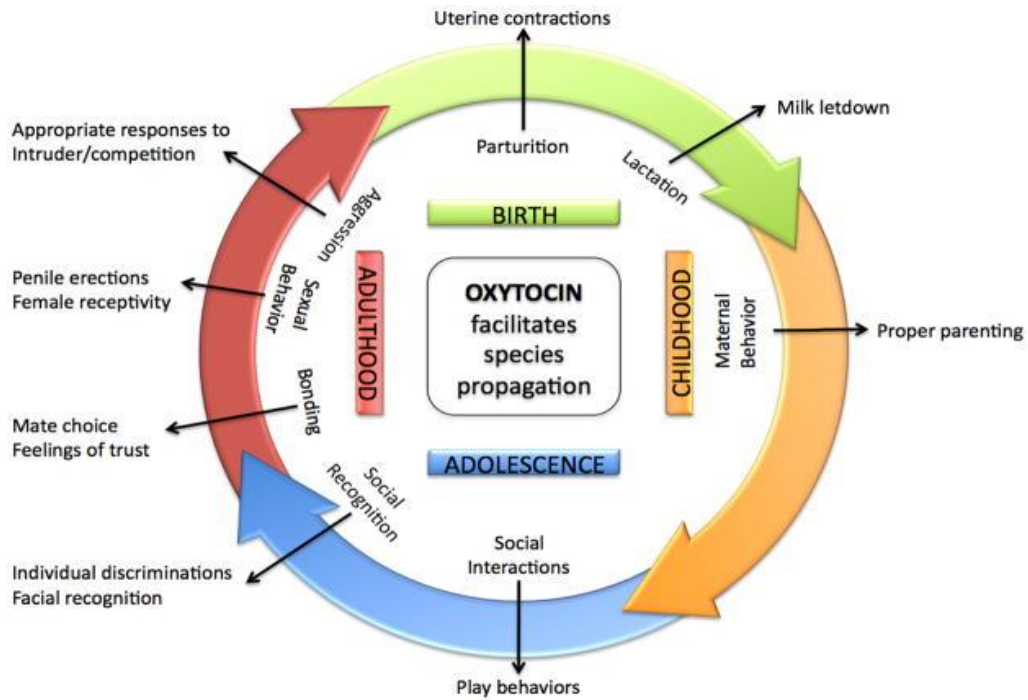 Uterine contractions
Milk letdown
Parturition
Lactation
Appropriate responses to
Intruder/competition
Aggression
BIRTH
Penile erections
Female receptivity
Sexual
Behavior
ADULTHOOD
OXYTOCIN
facilitates
species
propagation
CHILDHOOD
Maternal
Behavior
Proper parenting
Mate choice
Feelings of trust
Bonding
ADOLESCENCE
Social
Recognition
Individual discriminations
Facial recognition
Social
Interactions
Play behaviors